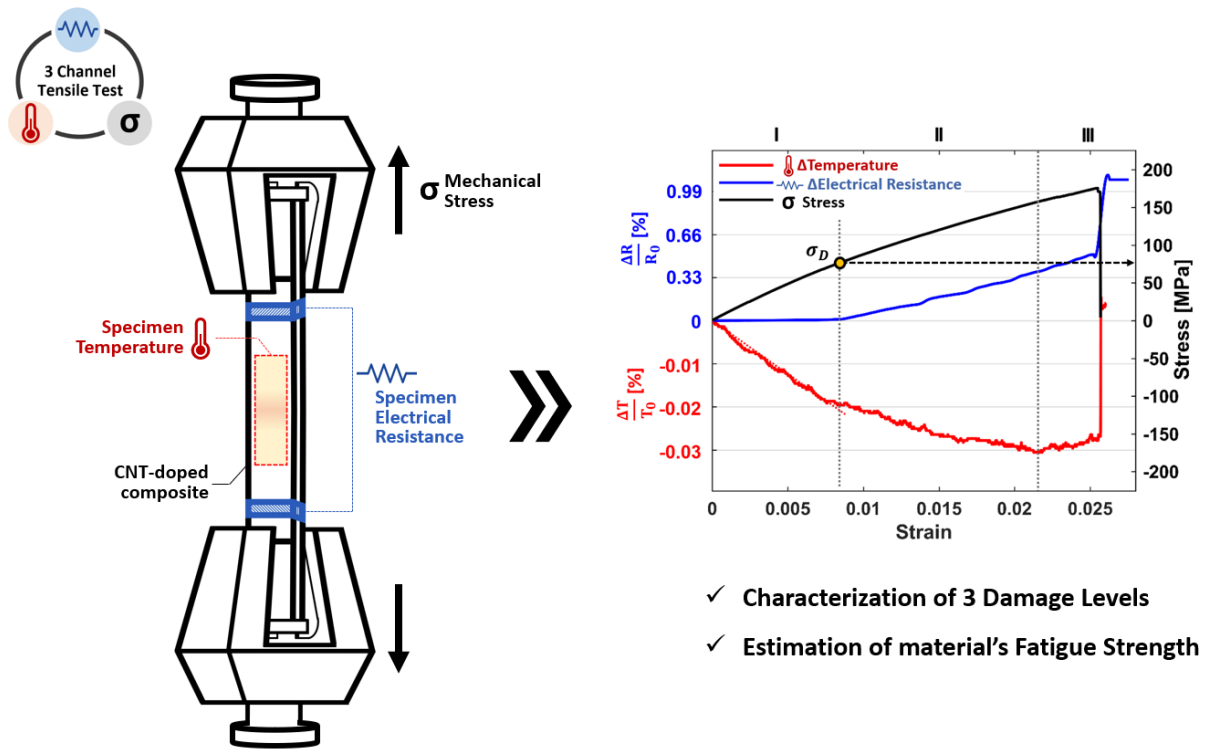 3 Channel
Tensile Test
σ
σ Mechanical
Stress
Specimen
Temperature
Specimen
Electrical
Resistance
CNT-doped
composite
I II III
ΔTemperature
ΔElectrical Resistance
σ Stress
σD
ΔR/R0 [%]
0.99
0.66
0.33
0
-0.01
-0.02
-0.03
ΔT/T0 [%]
200
150
100
50
0
-50
-100
-150
-200
Stress [MPa]
0 0.005 0.01 0.015 0.02 0.025
Strain
✓ Characterization of 3 Damage Levels
✓ Estimation of material’s Fatigue Strength